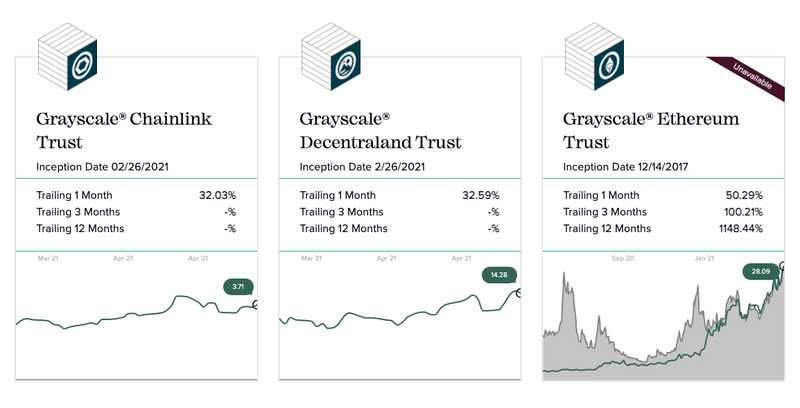 Grayscale® Chainlink
Trust
Inception Date 02/26/2021
Trailing 1 Month 32.03%
Trailing 3 Months -%
Trailing 12 Months -%
Mar 21 Apr 21 Apr 21
3.71
Grayscale®
Decentraland Trust
Inception Date 2/26/2021
Trailing 1 Month 32.59%
Trailing 3 Months -%
Trailing 12 Months -%
Mar 21 Apr 21 Apr 21
14.28
Unavailable
Grayscale® Ethereum
Trust
Inception Date 12/14/2017
Trailing 1 Month 50.29%
Trailing 3 Months 100.21%
Trailing 12 Months 1148.44%
Sep 20 Jan 21
28.09